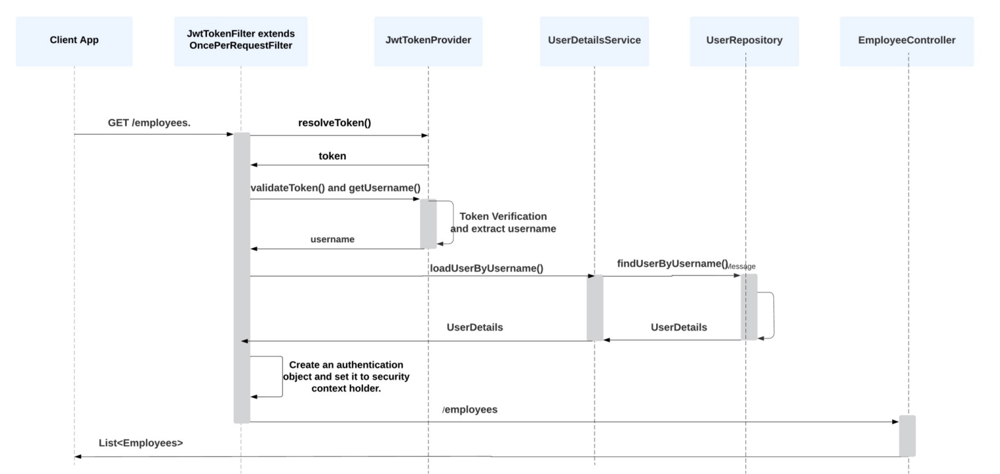 Client App
JwtTokenFilter extends
OncePerRequestFilter
JwtTokenProvider
UserDetailsService
UserRepository
EmployeeController
GET /employees.
resolveToken()
token
validateToken() and getUsername()
Token Verification
and extract username
username
loadUserByUsername()
findUserByUsername()
Message
UserDetails
UserDetails
Create an authentication
object and set it to security
context holder.
/employees
List<Employees>